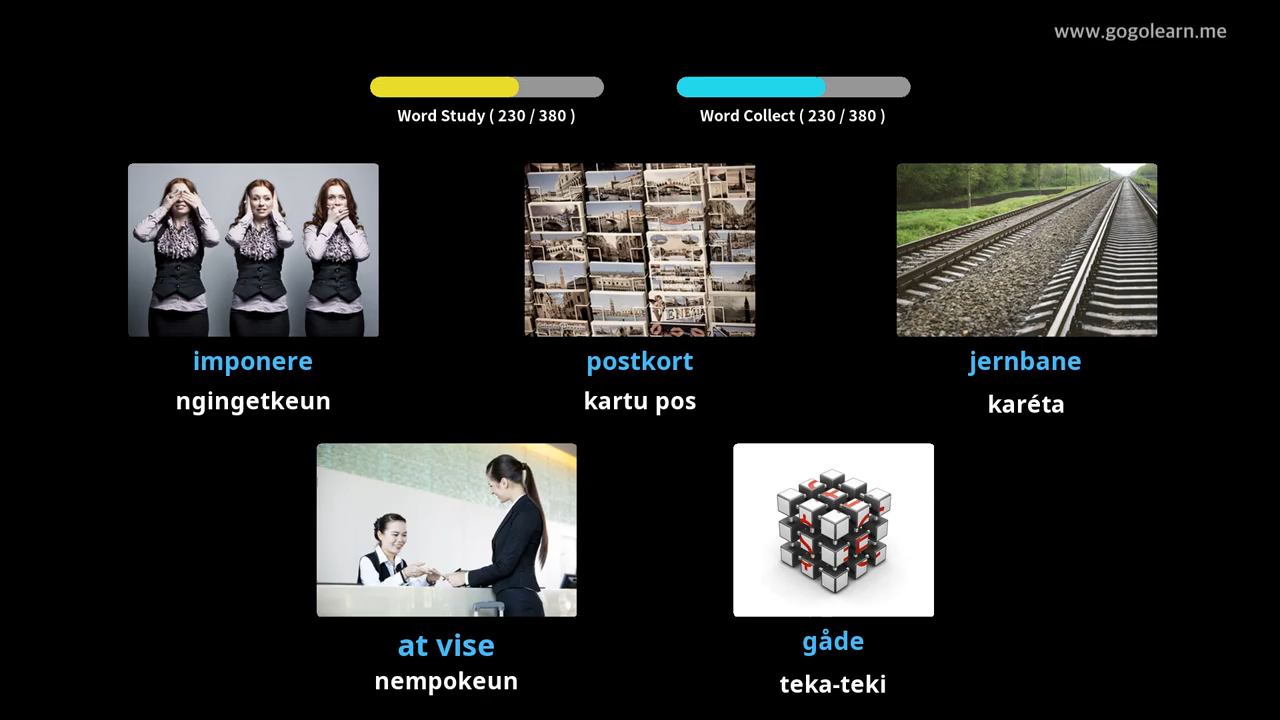 www.gogolearn.me
Word Study ( 230 / 380 )
Word Collect ( 230 / 380 )
imponere
ngingetkeun
postkort
kartu pos
jernbane
karéta
at vise
nempokeun
gåde
teka-teki